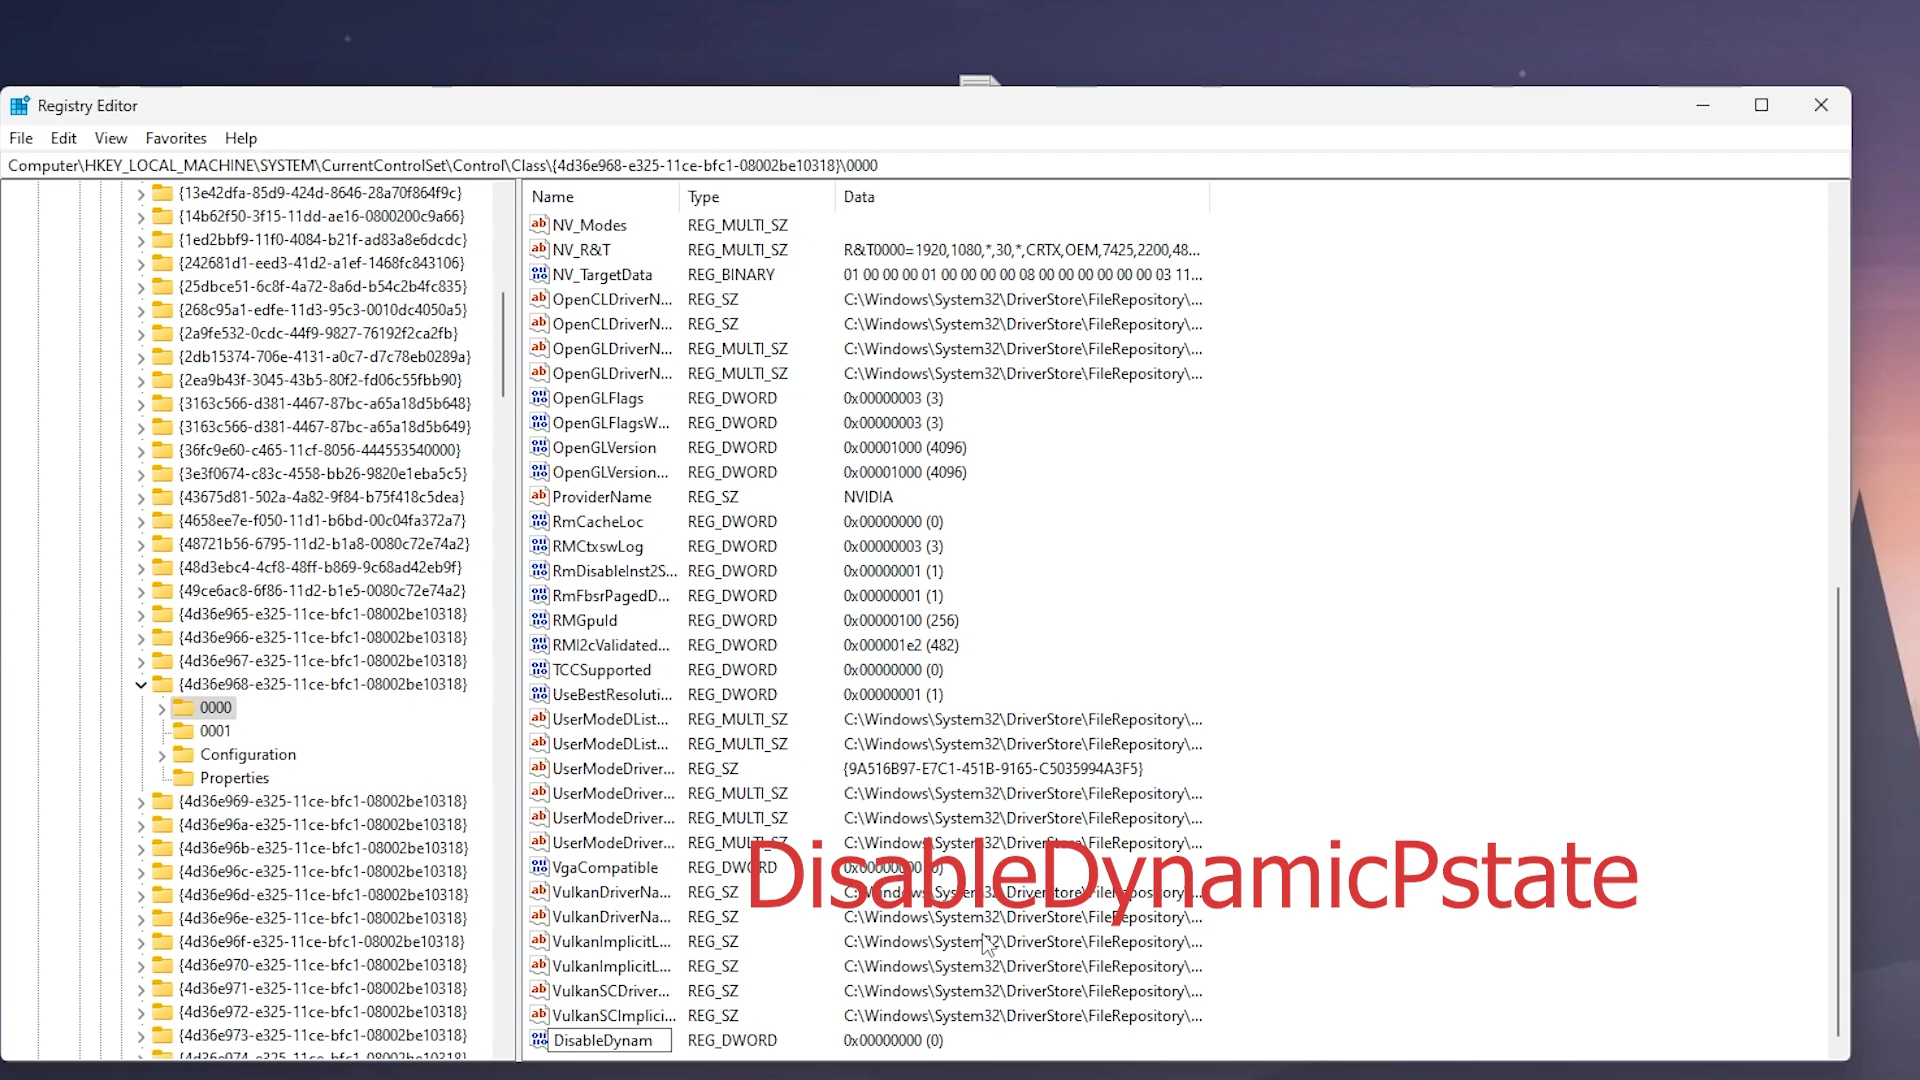 Registry Editor
File Edit View Favorites Help
Computer\HKEY_LOCAL_MACHINE\SYSTEM\CurrentControlSet\Control\Class\{4d36e968-e325-11ce-bfc1-08002be10318}\0000
{13e42dfa-85d9-424d-8646-28a70f864f9c}
{14b62f50-3f15-11dd-ae16-0800200c9a66}
{1ed2bbf9-11f0-4084-b21f-ad83a8e6dcdc}
{242681d1-eed3-41d2-a1ef-1468fc843106}
{25dbce51-6c8f-4a72-8a6d-b54c2b4fc835}
{268c95a1-edfe-11d3-95c3-0010dc4050a5}
{2a9fe532-0cdc-44f9-9827-76192f2ca2fb}
{2db15374-706e-4131-a0c7-d7c78eb0289a}
{2ea9b43f-3045-43b5-80f2-fd06c55fbb90}
{3163c566-d381-4467-87bc-a65a18d5b648}
{3163c566-d381-4467-87bc-a65a18d5b649}
{36fc9e60-c465-11cf-8056-444553540000}
{3e3f0674-c83c-4558-bb26-9820e1eba5c5}
{43675d81-502a-4a82-9f84-b75f418c5dea}
{4658ee7e-f050-11d1-b6bd-00c04fa372a7}
{48721b56-6795-11d2-b1a8-0080c72e74a2}
{48d3ebc4-4cf8-48ff-b869-9c68ad42eb9f}
{49ce6ac8-6f86-11d2-b1e5-0080c72e74a2}
{4d36e965-e325-11ce-bfc1-08002be10318}
{4d36e966-e325-11ce-bfc1-08002be10318}
{4d36e967-e325-11ce-bfc1-08002be10318}
{4d36e968-e325-11ce-bfc1-08002be10318}
0000
0001
Configuration
Properties
{4d36e969-e325-11ce-bfc1-08002be10318}
{4d36e96a-e325-11ce-bfc1-08002be10318}
{4d36e96b-e325-11ce-bfc1-08002be10318}
{4d36e96c-e325-11ce-bfc1-08002be10318}
{4d36e96d-e325-11ce-bfc1-08002be10318}
{4d36e96e-e325-11ce-bfc1-08002be10318}
{4d36e96f-e325-11ce-bfc1-08002be10318}
{4d36e970-e325-11ce-bfc1-08002be10318}
{4d36e971-e325-11ce-bfc1-08002be10318}
{4d36e972-e325-11ce-bfc1-08002be10318}
{4d36e973-e325-11ce-bfc1-08002be10318}
{4d36e974-e325-11ce-bfc1-08002be10318}
Name Type Data
NV_Modes REG_MULTI_SZ
NV_R&T REG_MULTI_SZ R&T0000=1920,1080,*,30,*,CRTX,OEM,7425,2200,48...
NV_TargetData REG_BINARY 01 00 00 00 01 00 00 00 00 08 00 00 00 00 00 00 03 11...
OpenCLDriverN... REG_SZ C:\Windows\System32\DriverStore\FileRepository\...
OpenCLDriverN... REG_SZ C:\Windows\System32\DriverStore\FileRepository\...
OpenGLDriverN... REG_MULTI_SZ C:\Windows\System32\DriverStore\FileRepository\...
OpenGLDriverN... REG_MULTI_SZ C:\Windows\System32\DriverStore\FileRepository\...
OpenGLFlags REG_DWORD 0x00000003 (3)
OpenGLFlagsW... REG_DWORD 0x00000003 (3)
OpenGLVersion REG_DWORD 0x00001000 (4096)
OpenGLVersion... REG_DWORD 0x00001000 (4096)
ProviderName REG_SZ NVIDIA
RmCacheLoc REG_DWORD 0x00000000 (0)
RMCtxswLog REG_DWORD 0x00000003 (3)
RmDisableInst2S... REG_DWORD 0x00000001 (1)
RmFbsrPagedD... REG_DWORD 0x00000001 (1)
RMGpuId REG_DWORD 0x00000100 (256)
RMI2cValidated... REG_DWORD 0x000001e2 (482)
TCCSupported REG_DWORD 0x00000000 (0)
UseBestResoluti... REG_DWORD 0x00000001 (1)
UserModeDList... REG_MULTI_SZ C:\Windows\System32\DriverStore\FileRepository\...
UserModeDList... REG_MULTI_SZ C:\Windows\System32\DriverStore\FileRepository\...
UserModeDriver... REG_SZ {9A516B97-E7C1-451B-9165-C5035994A3F5}
UserModeDriver... REG_MULTI_SZ C:\Windows\System32\DriverStore\FileRepository\...
UserModeDriver... REG_MULTI_SZ C:\Windows\System32\DriverStore\FileRepository\...
UserModeDriver... REG_MULTI_SZ C:\Windows\System32\DriverStore\FileRepository\...
VgaCompatible REG_DWORD 0x00000000 (0)
VulkanDriverNa... REG_SZ C:\Windows\System32\DriverStore\FileRepository\...
VulkanDriverNa... REG_SZ C:\Windows\System32\DriverStore\FileRepository\...
VulkanImplicitL... REG_SZ C:\Windows\System32\DriverStore\FileRepository\...
VulkanImplicitL... REG_SZ C:\Windows\System32\DriverStore\FileRepository\...
VulkanSCDriver... REG_SZ C:\Windows\System32\DriverStore\FileRepository\...
VulkanSCImplici... REG_SZ C:\Windows\System32\DriverStore\FileRepository\...
DisableDynam REG_DWORD 0x00000000 (0)
DisableDynamicPstate